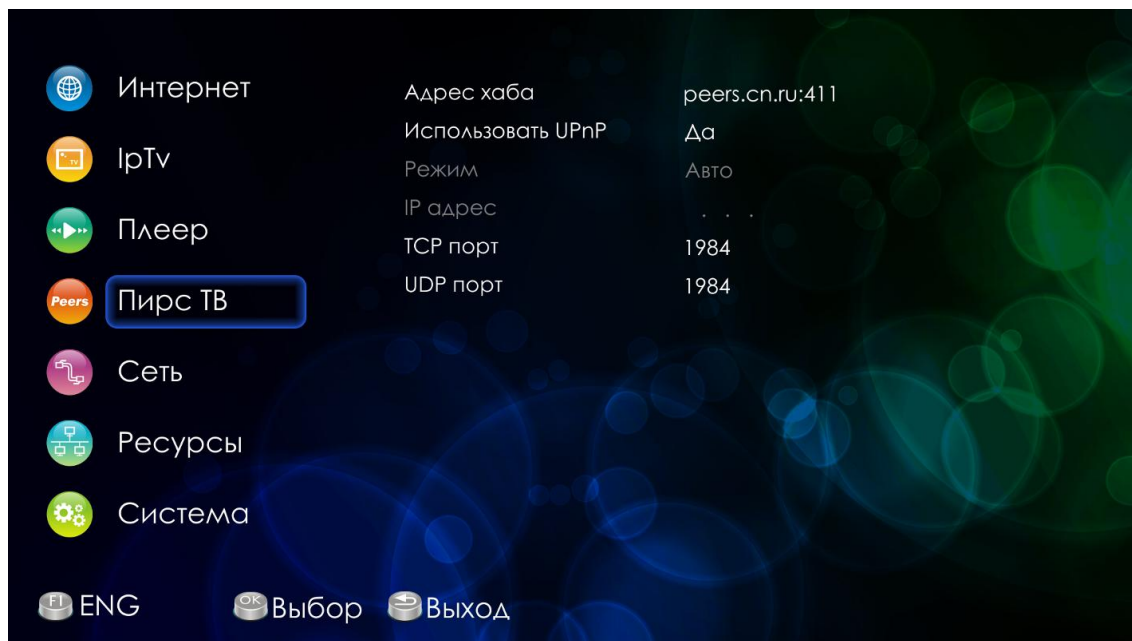 Интернет
IpTv
Плеер
Peers Пирс ТВ
Сеть
Ресурсы
Система
Адрес хаба peers.cn.ru:411
Использовать UPnP Да
Режим Авто
IP адрес . . .
TCP порт 1984
UDP порт 1984
F1 ENG OK Выбор Выход